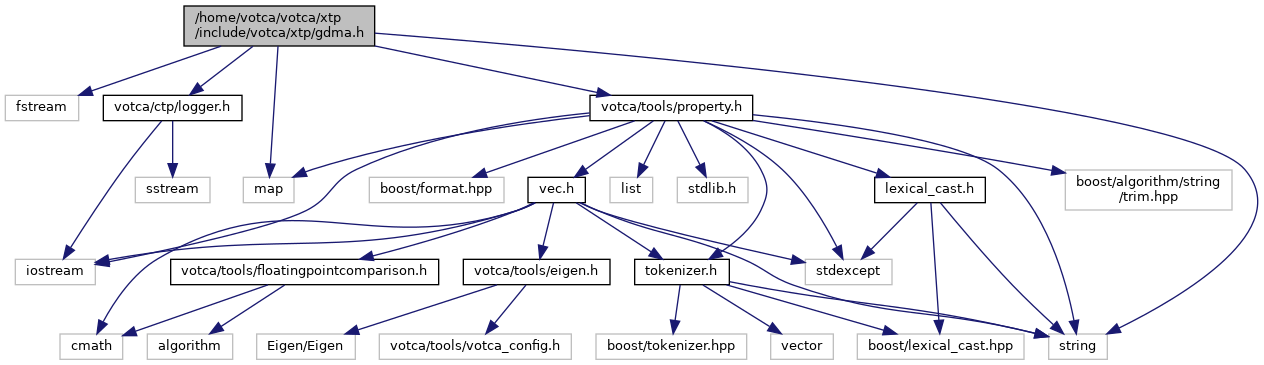 /home/votca/votca/xtp
/include/votca/xtp/gdma.h
fstream
votca/ctp/logger.h
votca/tools/property.h
sstream
map
boost/format.hpp
vec.h
list
stdlib.h
lexical_cast.h
boost/algorithm/string
/trim.hpp
iostream
votca/tools/floatingpointcomparison.h
votca/tools/eigen.h
tokenizer.h
stdexcept
cmath
algorithm
Eigen/Eigen
votca/tools/votca_config.h
boost/tokenizer.hpp
vector
boost/lexical_cast.hpp
string